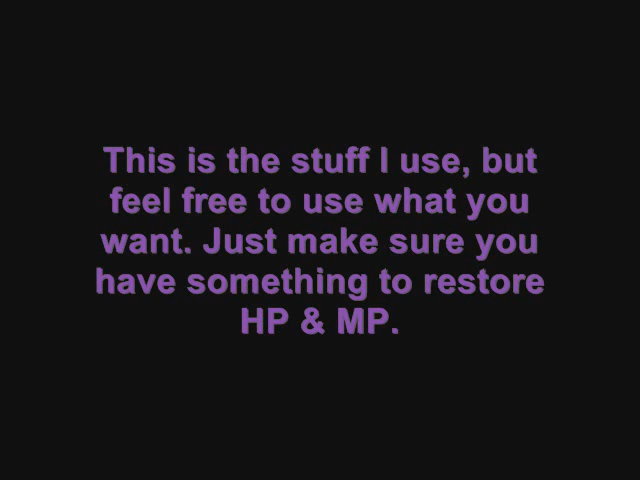 This is the stuff I use, but
feel free to use what you
want. Just make sure you
have something to restore
HP & MP.